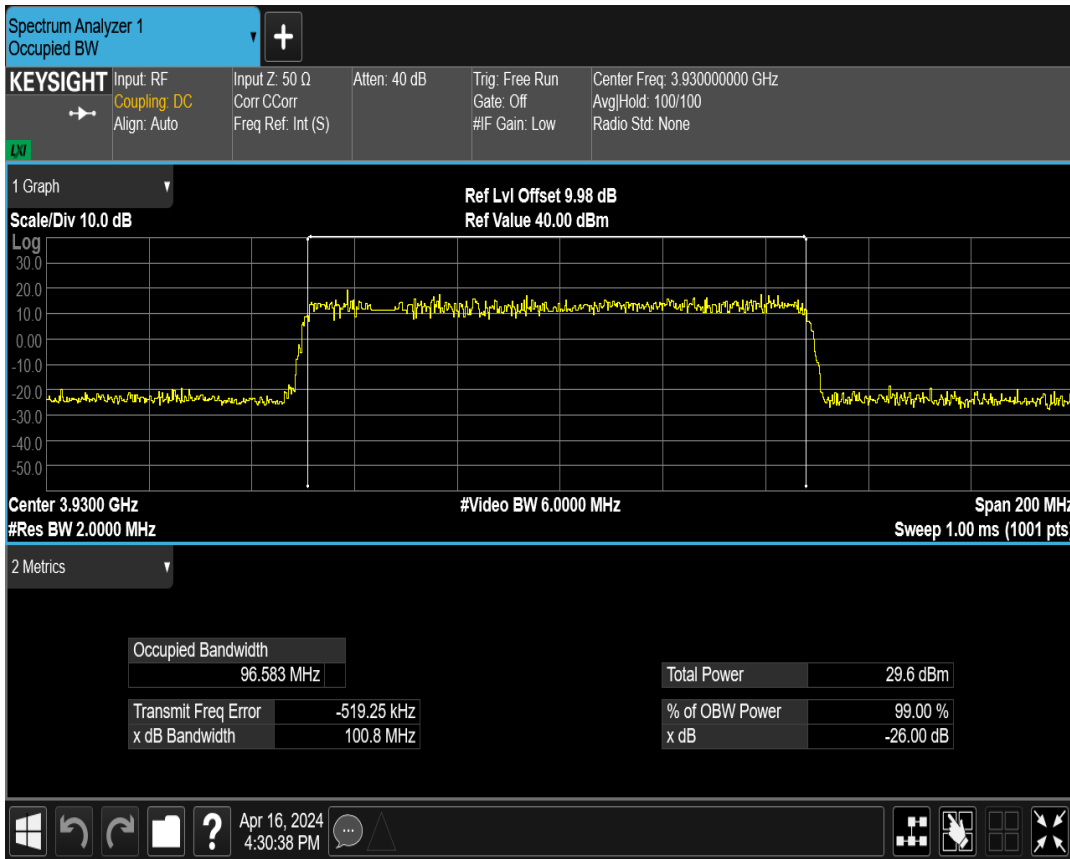 Spectrum Analyzer 1
Occupied BW
+
KEYSIGHT
LXI
Input: RF
Coupling: DC
Align: Auto
Input Z: 50 Ω
Corr CCorr
Freq Ref: Int (S)
Atten: 40 dB
Trig: Free Run
Gate: Off
#IF Gain: Low
Center Freq: 3.930000000 GHz
Avg|Hold: 100/100
Radio Std: None
1 Graph
Scale/Div 10.0 dB
Ref Lvl Offset 9.98 dB
Ref Value 40.00 dBm
Log
30.0
20.0
10.0
0.00
-10.0
-20.0
-30.0
-40.0
-50.0
Center 3.9300 GHz
#Video BW 6.0000 MHz
Span 200 MHz
#Res BW 2.0000 MHz
Sweep 1.00 ms (1001 pts)
2 Metrics
Occupied Bandwidth
96.583 MHz
Total Power 29.6 dBm
Transmit Freq Error -519.25 kHz
% of OBW Power 99.00 %
x dB Bandwidth 100.8 MHz
x dB -26.00 dB
?
Apr 16, 2024
4:30:38 PM